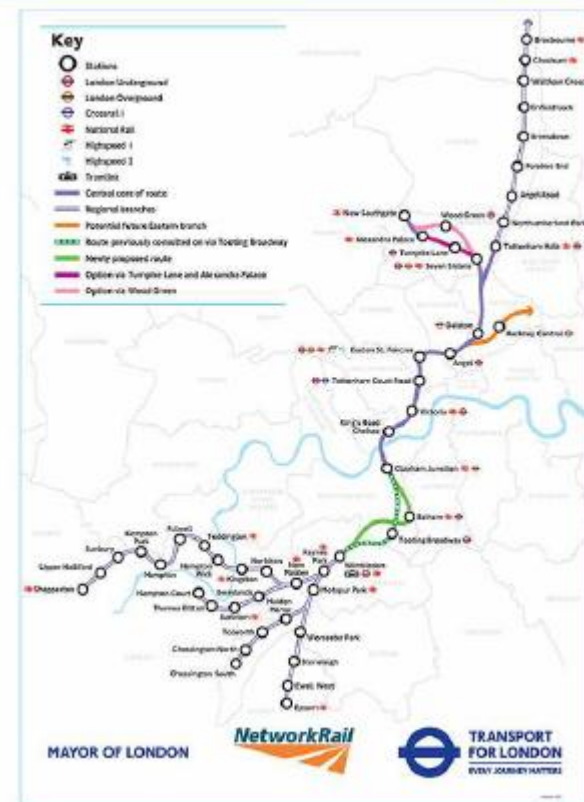 Key
Stations
London Underground
London Overground
Crossrail 1
National Rail
Highspeed 1
Highspeed 2
Tramlink
Central core of route
Regional branches
Potential future Eastern branch
Route previously consulted on via Tooting Broadway
Newly proposed route
Option via Turnpike Lane and Alexandra Palace
Option via Wood Green
Broxbourne
Cheshunt
Waltham Cross
Enfield Lock
Brimsdown
Ponders End
Angel Road
Northumberland Park
Tottenham Hale
New Southgate
Wood Green
Alexandra Palace
Turnpike Lane
Seven Sisters
Dalston
Hackney Central
Euston St. Pancras
Angel
Tottenham Court Road
Victoria
King's Road
Chelsea
Clapham Junction
Balham
Tooting Broadway
Wimbledon
Raynes
Park
Motspur Park
New
Malden
Norbiton
Kingston
Hampton
Wick
Teddington
Fulwell
Hampton
Kempton
Park
Sunbury
Upper Halliford
Shepperton
Hampton Court
Thames Ditton
Surbiton
Berrylands
Malden
Manor
Tolworth
Chessington North
Chessington South
Worcester Park
Stoneleigh
Ewell West
Epsom
MAYOR OF LONDON
NetworkRail
TRANSPORT
FOR LONDON
EVERY JOURNEY MATTERS